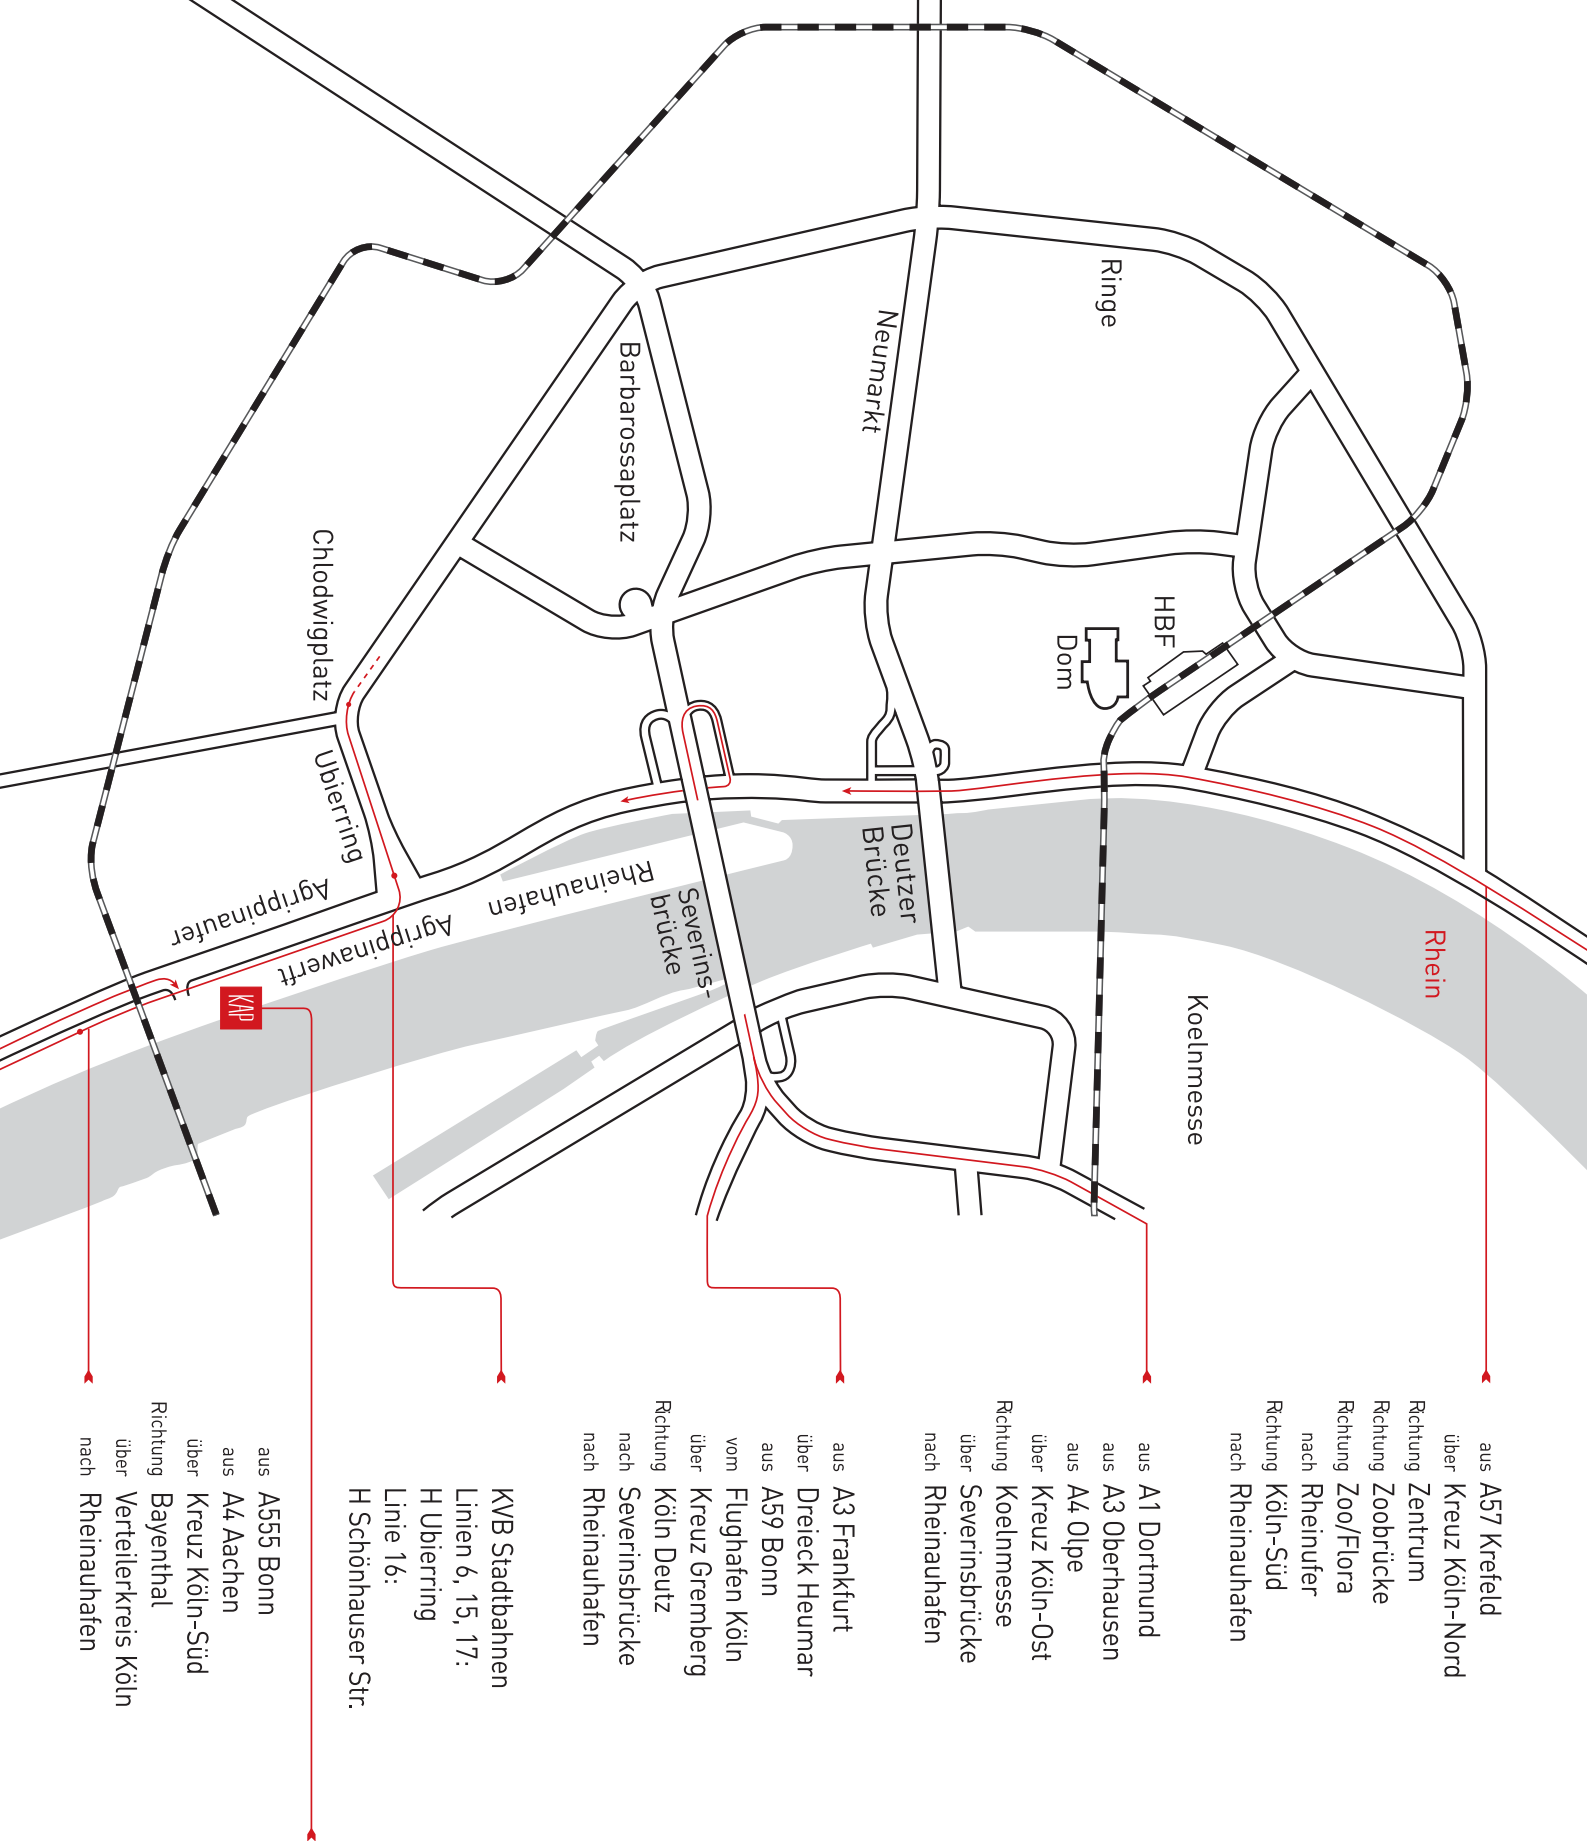 Ringe
Neumarkt
Barbarossaplatz
Chlodwigplatz
HBF
Dom
Ubierring
Agrippinaufer
Agrippinawerft
Rheinauhafen
Severins-
brücke
Deutzer
Brücke
Rhein
Koelnmesse
KAP
aus A57 Krefeld
über Kreuz Köln-Nord
Richtung Zentrum
Richtung Zoobrücke
Richtung Zoo/Flora
nach Rheinufer
Richtung Köln-Süd
nach Rheinauhafen
aus A1 Dortmund
aus A3 Oberhausen
aus A4 Olpe
über Kreuz Köln-Ost
Richtung Koelnmesse
über Severinsbrücke
nach Rheinauhafen
aus A3 Frankfurt
über Dreieck Heumar
aus A59 Bonn
vom Flughafen Köln
über Kreuz Gremberg
Richtung Köln Deutz
nach Severinsbrücke
nach Rheinauhafen
KVB Stadtbahnen
Linien 6, 15, 17:
H Ubierring
Linie 16:
H Schönhauser Str.
aus A555 Bonn
aus A4 Aachen
über Kreuz Köln-Süd
Richtung Bayenthal
über Verteilerkreis Köln
nach Rheinauhafen